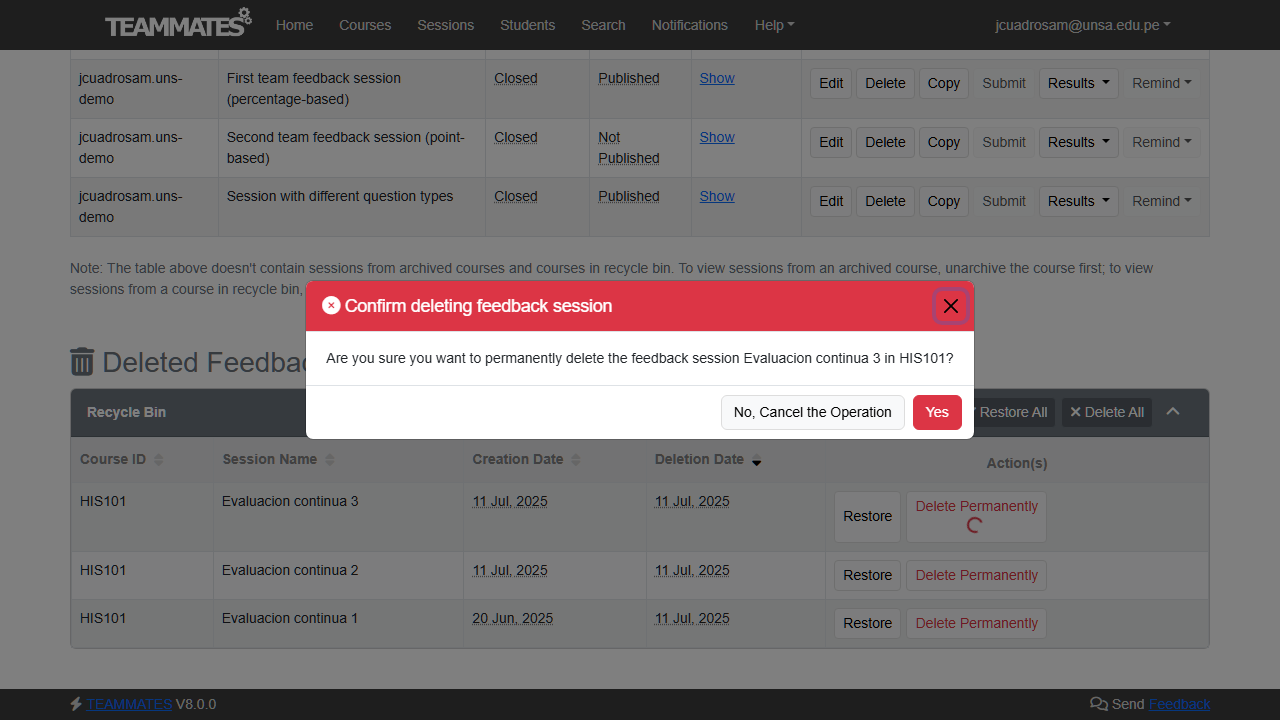 TEAMMATES Home Courses Sessions Students Search Notifications Help jcuadrosam@unsa.edu.pe
jcuadrosam.uns-demo First team feedback session (percentage-based) Closed Published Show Edit Delete Copy Submit Results Remind
jcuadrosam.uns-demo Second team feedback session (point-based) Closed Not Published Show Edit Delete Copy Submit Results Remind
jcuadrosam.uns-demo Session with different question types Closed Published Show Edit Delete Copy Submit Results Remind
Note: The table above doesn't contain sessions from archived courses and courses in recycle bin. To view sessions from an archived course, unarchive the course first; to view
sessions from a course in recycle bin,
Confirm deleting feedback session
Are you sure you want to permanently delete the feedback session Evaluacion continua 3 in HIS101?
No, Cancel the Operation Yes
Deleted
Recycle Bin Restore All Delete All
Course ID Session Name Creation Date Deletion Date Action(s)
HIS101 Evaluacion continua 3 11 Jul, 2025 11 Jul, 2025 Restore Delete Permanently
HIS101 Evaluacion continua 2 11 Jul, 2025 11 Jul, 2025 Restore Delete Permanently
HIS101 Evaluacion continua 1 20 Jun, 2025 11 Jul, 2025 Restore Delete Permanently
TEAMMATES V8.0.0 Send Feedback